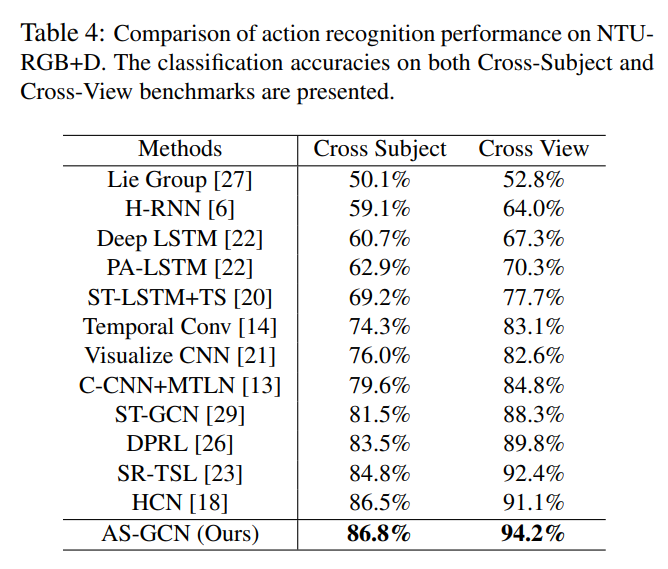 Table 4: Comparison of action recognition performance on NTU-
RGB+D. The classification accuracies on both Cross-Subject and
Cross-View benchmarks are presented.
Methods Cross Subject Cross View
Lie Group [27] 50.1% 52.8%
H-RNN [6] 59.1% 64.0%
Deep LSTM [22] 60.7% 67.3%
PA-LSTM [22] 62.9% 70.3%
ST-LSTM+TS [20] 69.2% 77.7%
Temporal Conv [14] 74.3% 83.1%
Visualize CNN [21] 76.0% 82.6%
C-CNN+MTLN [13] 79.6% 84.8%
ST-GCN [29] 81.5% 88.3%
DPRL [26] 83.5% 89.8%
SR-TSL [23] 84.8% 92.4%
HCN [18] 86.5% 91.1%
AS-GCN (Ours) 86.8% 94.2%